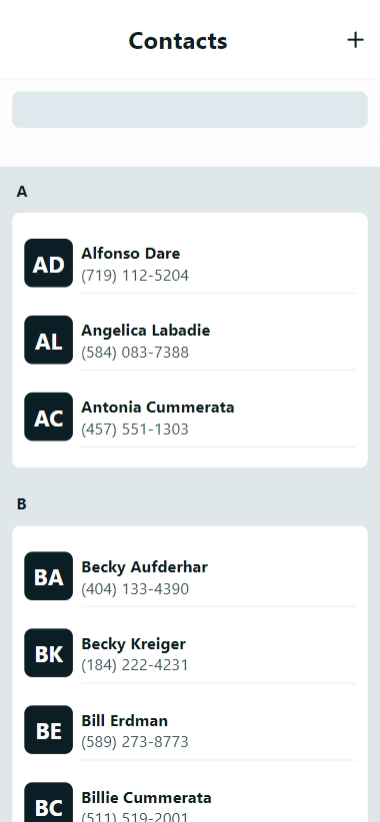 Contacts
A
AD
Alfonso Dare
(719) 112-5204
AL
Angelica Labadie
(584) 083-7388
AC
Antonia Cummerata
(457) 551-1303
B
BA
Becky Aufderhar
(404) 133-4390
BK
Becky Kreiger
(184) 222-4231
BE
Bill Erdman
(589) 273-8773
BC
Billie Cummerata
(511) 519-2001